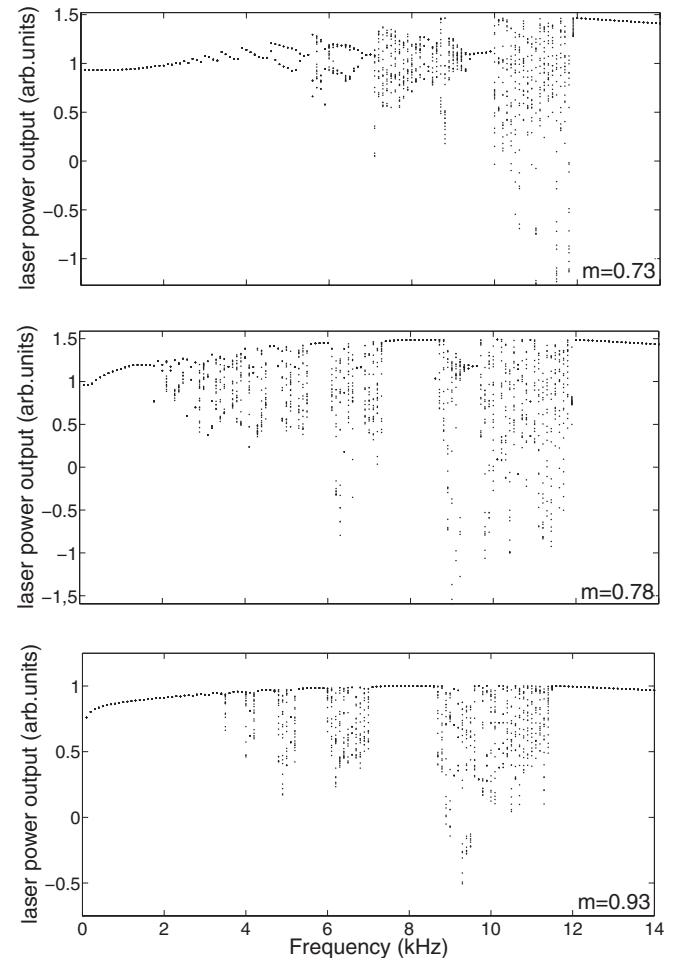 1.5
1
0.5
0
−0.5
−1
laser power output (arb.units)
m=0.73
1.5
1
0.5
0
−0.5
−1
−1,5
laser power output (arb.units)
m=0.78
1
0.5
0
−0.5
laser power output (arb.units)
m=0.93
0 2 4 6 8 10 12 14
Frequency (kHz)